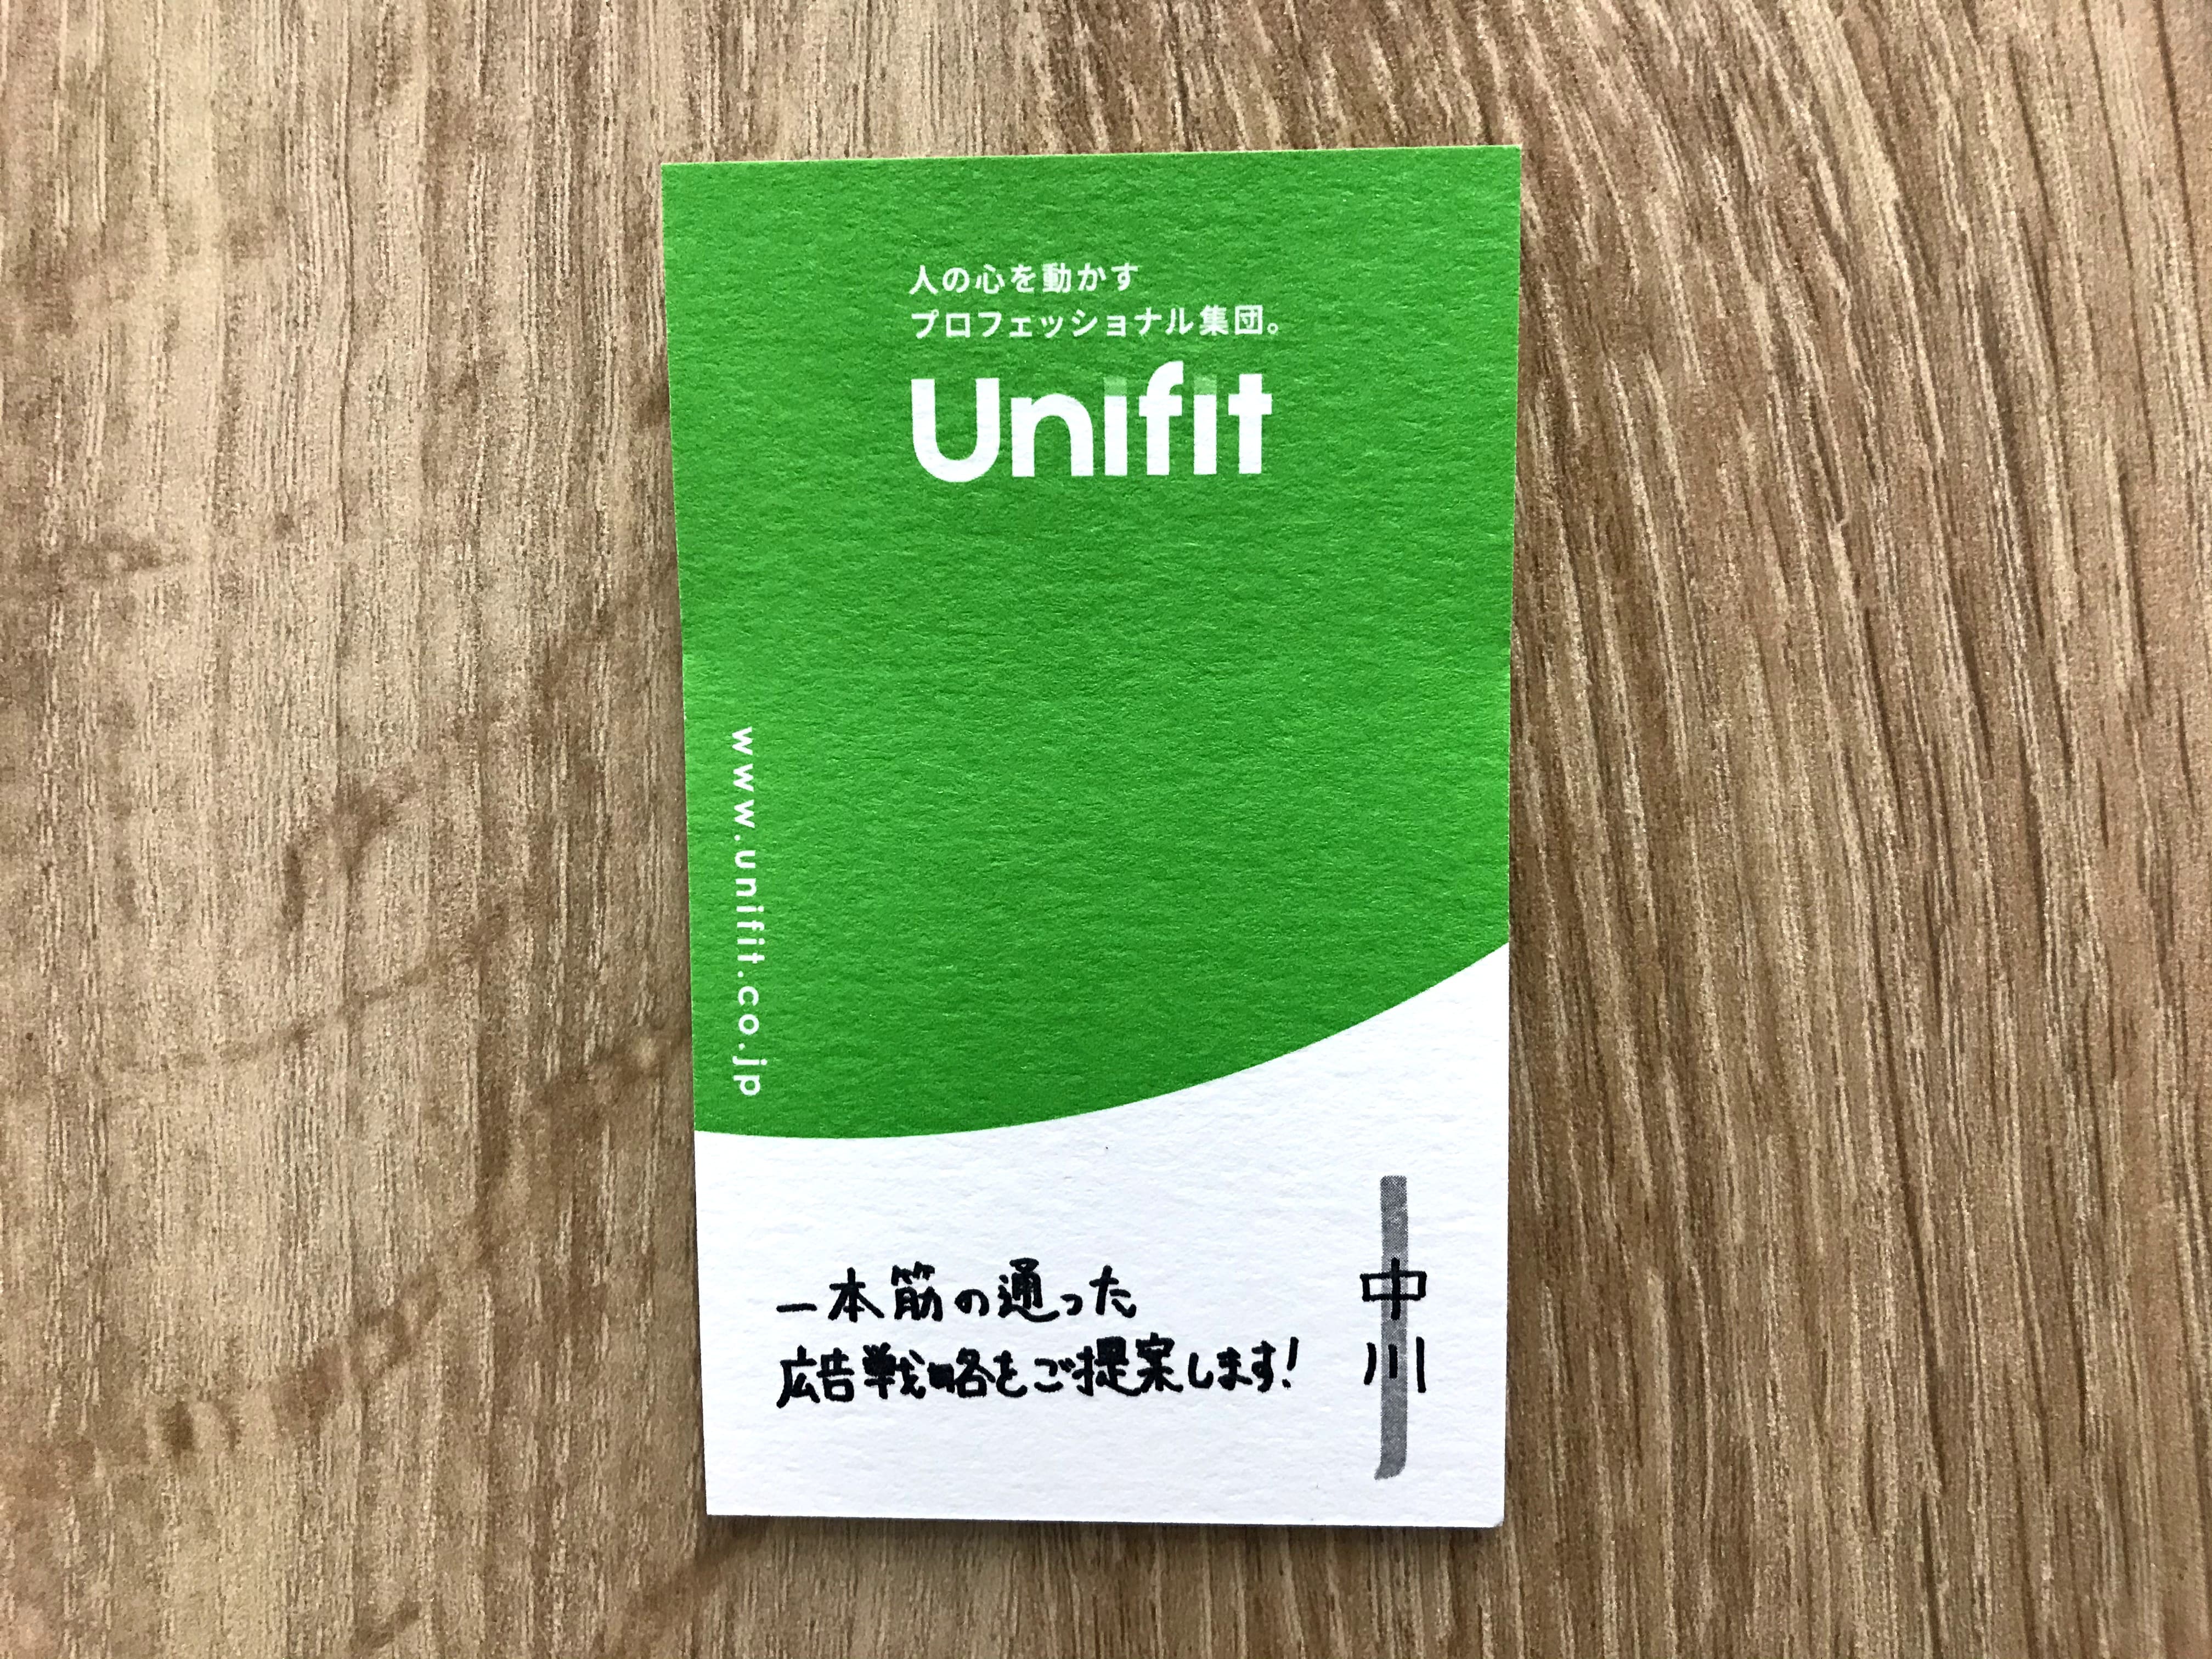 人の心を動かす
プロフェッショナル集団。
Unifit
www.unifit.co.jp
一本筋の通った
広告戦略をご提案します!
中川